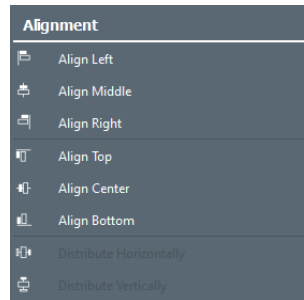 Alignment
Align Left
Align Middle
Align Right
Align Top
Align Center
Align Bottom
Distribute Horizontally
Distribute Vertically